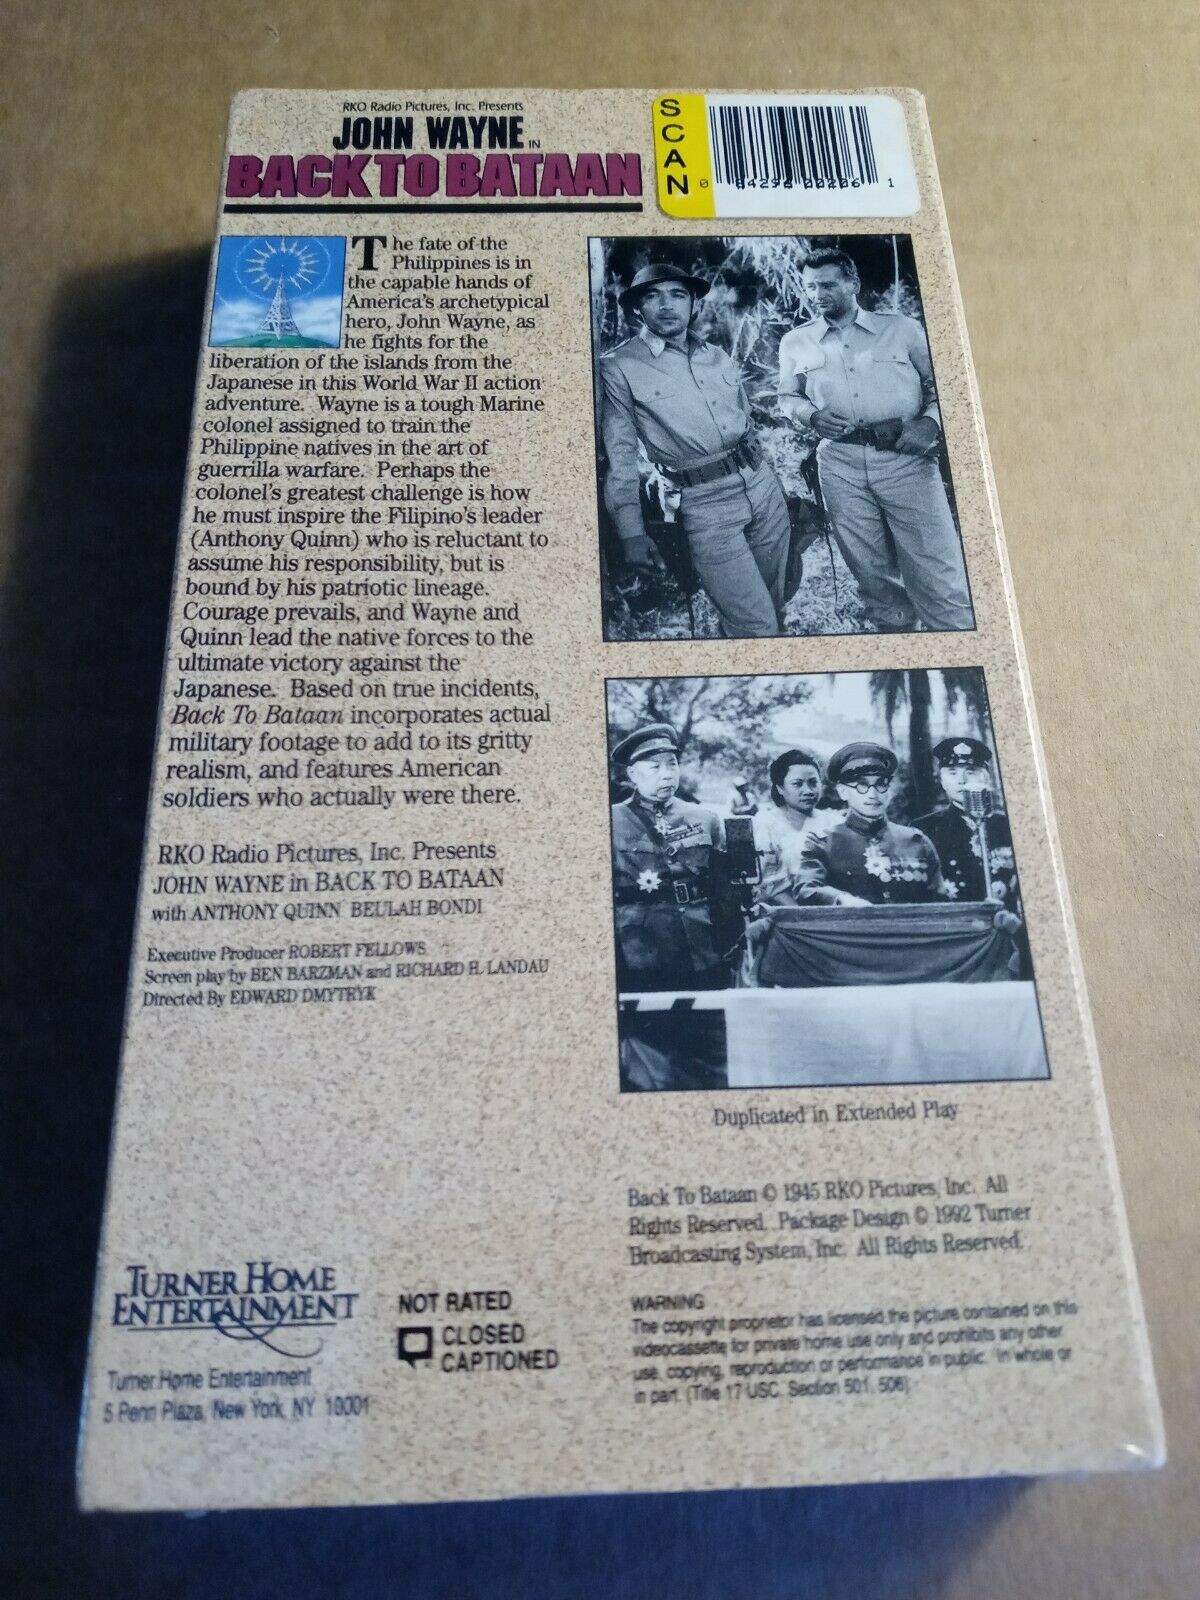 RKO Radio Pictures, Inc. Presents
JOHN WAYNE IN
BACK TO BATAAN
SCAN
0 84296 00206 1
The fate of the
Philippines is in
the capable hands of
America's archetypical
hero, John Wayne, as
he fights for the
liberation of the islands from the
Japanese in this World War II action
adventure. Wayne is a tough Marine
colonel assigned to train the
Philippine natives in the art of
guerrilla warfare. Perhaps the
colonel's greatest challenge is how
he must inspire the Filipino's leader
(Anthony Quinn) who is reluctant to
assume his responsibility, but is
bound by his patriotic lineage.
Courage prevails, and Wayne and
Quinn lead the native forces to the
ultimate victory against the
Japanese. Based on true incidents,
Back To Bataan incorporates actual
military footage to add to its gritty
realism, and features American
soldiers who actually were there.
RKO Radio Pictures, Inc. Presents
JOHN WAYNE in BACK TO BATAAN
with ANTHONY QUINN BEULAH BONDI
Executive Producer ROBERT FELLOWS
Screen play by BEN BARZMAN and RICHARD H. LANDAU
Directed By EDWARD DMYTRYK
Duplicated in Extended Play
Back To Bataan © 1945 RKO Pictures, Inc. All
Rights Reserved. Package Design © 1992 Turner
Broadcasting System, Inc. All Rights Reserved.
TURNER HOME
ENTERTAINMENT
Turner Home Entertainment
5 Penn Plaza, New York, NY 10001
NOT RATED
CLOSED
CAPTIONED
WARNING
The copyright proprietor has licensed the picture contained on this
videocassette for private home use only and prohibits any other
use, copying, reproduction or performance in public. In whole or
in part. (Title 17 USC. Section 501, 506)